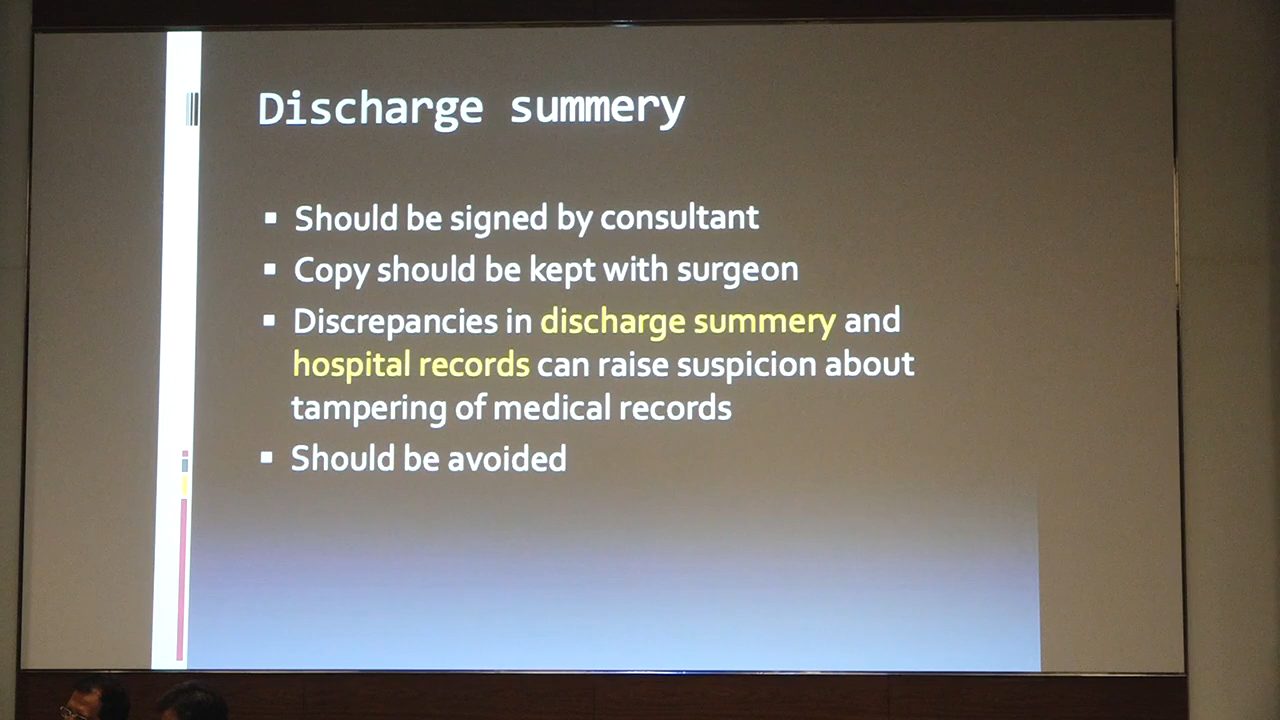 Discharge summery
▪ Should be signed by consultant
▪ Copy should be kept with surgeon
▪ Discrepancies in discharge summery and
hospital records can raise suspicion about
tampering of medical records
▪ Should be avoided